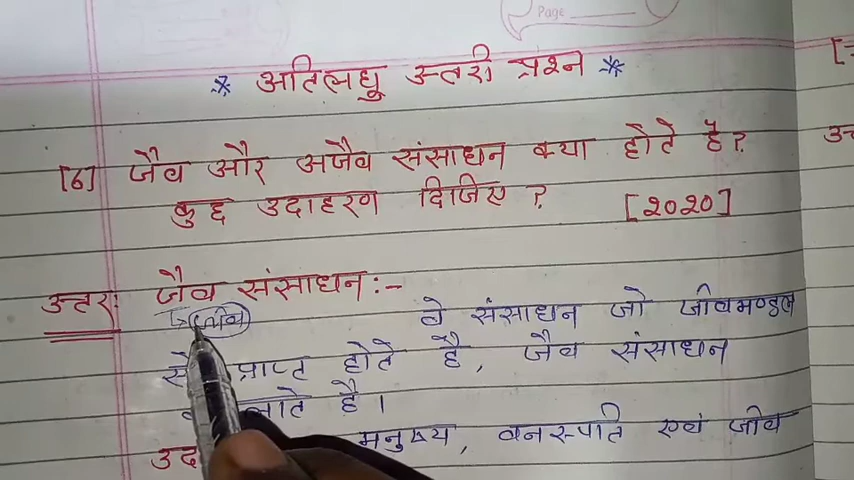 Page
* अतिलघु उत्तरी प्रश्न *
[6] जैव और अजैव संसाधन क्या होते है?
कुछ उदाहरण दिजिए ? [2020]
उत्तरः जैव संसाधन :-
जीव
वे संसाधन जो जीवमण्डल
से प्राप्त होते है, जैव संसाधन
है।
मनुष्य, वनस्पति एवं जीव